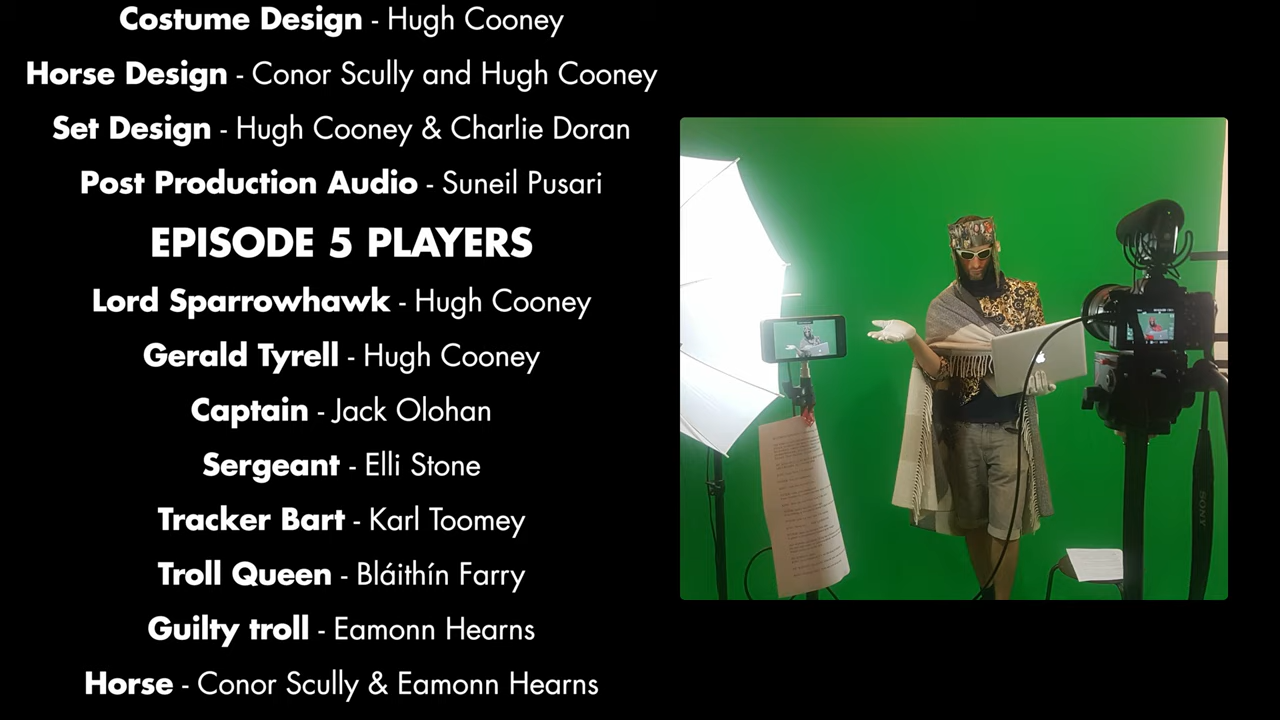 Costume Design - Hugh Cooney
Horse Design - Conor Scully and Hugh Cooney
Set Design - Hugh Cooney & Charlie Doran
Post Production Audio - Suneil Pusari
EPISODE 5 PLAYERS
Lord Sparrowhawk - Hugh Cooney
Gerald Tyrell - Hugh Cooney
Captain - Jack Olohan
Sergeant - Elli Stone
Tracker Bart - Karl Toomey
Troll Queen - Bláithín Farry
Guilty troll - Eamonn Hearns
Horse - Conor Scully & Eamonn Hearns
SONY